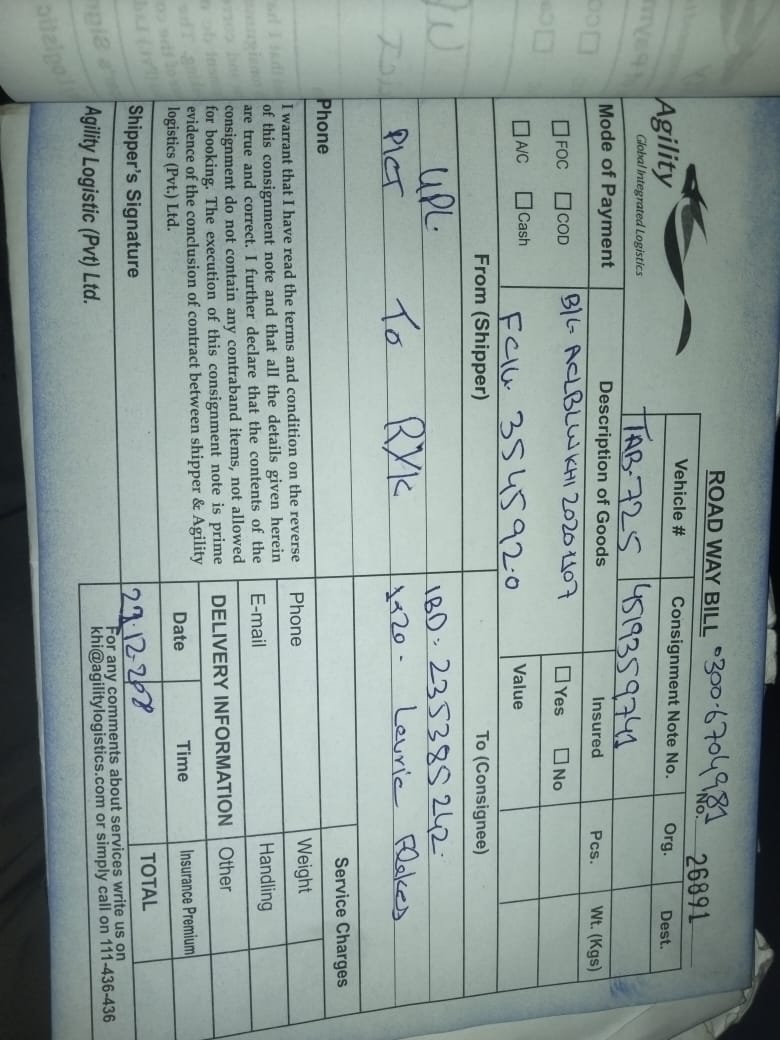 ROAD WAY BILL 0300-6704981
No. 26891
Agility
Global Integrated Logistics
Vehicle # Consignment Note No. Org. Dest.
TAB-725 4519359741
Mode of Payment Description of Goods Insured Pcs. Wt. (Kgs)
FOC COD B/L- ACLBLWKHI 20201107 Yes No
A/C Cash FCIU. 354592-0 Value
From (Shipper) To (Consignee)
UPL. IBD: 235385242.
PICT To RYK 1x20 - Lauric Flakes
Service Charges
Phone
I warrant that I have read the terms and condition on the reverse
of this consignment note and that all the details given herein
are true and correct. I further declare that the contents of the
consignment do not contain any contraband items, not allowed
for booking. The execution of this consignment note is prime
evidence of the conclusion of contract between shipper & Agility
logistics (Pvt.) Ltd.
Phone Weight
E-mail Handling
DELIVERY INFORMATION Other
Date Time Insurance Premium
Shipper's Signature TOTAL
Agility Logistic (Pvt) Ltd.
For any comments about services write us on
khi@agilitylogistics.com or simply call on 111-436-436